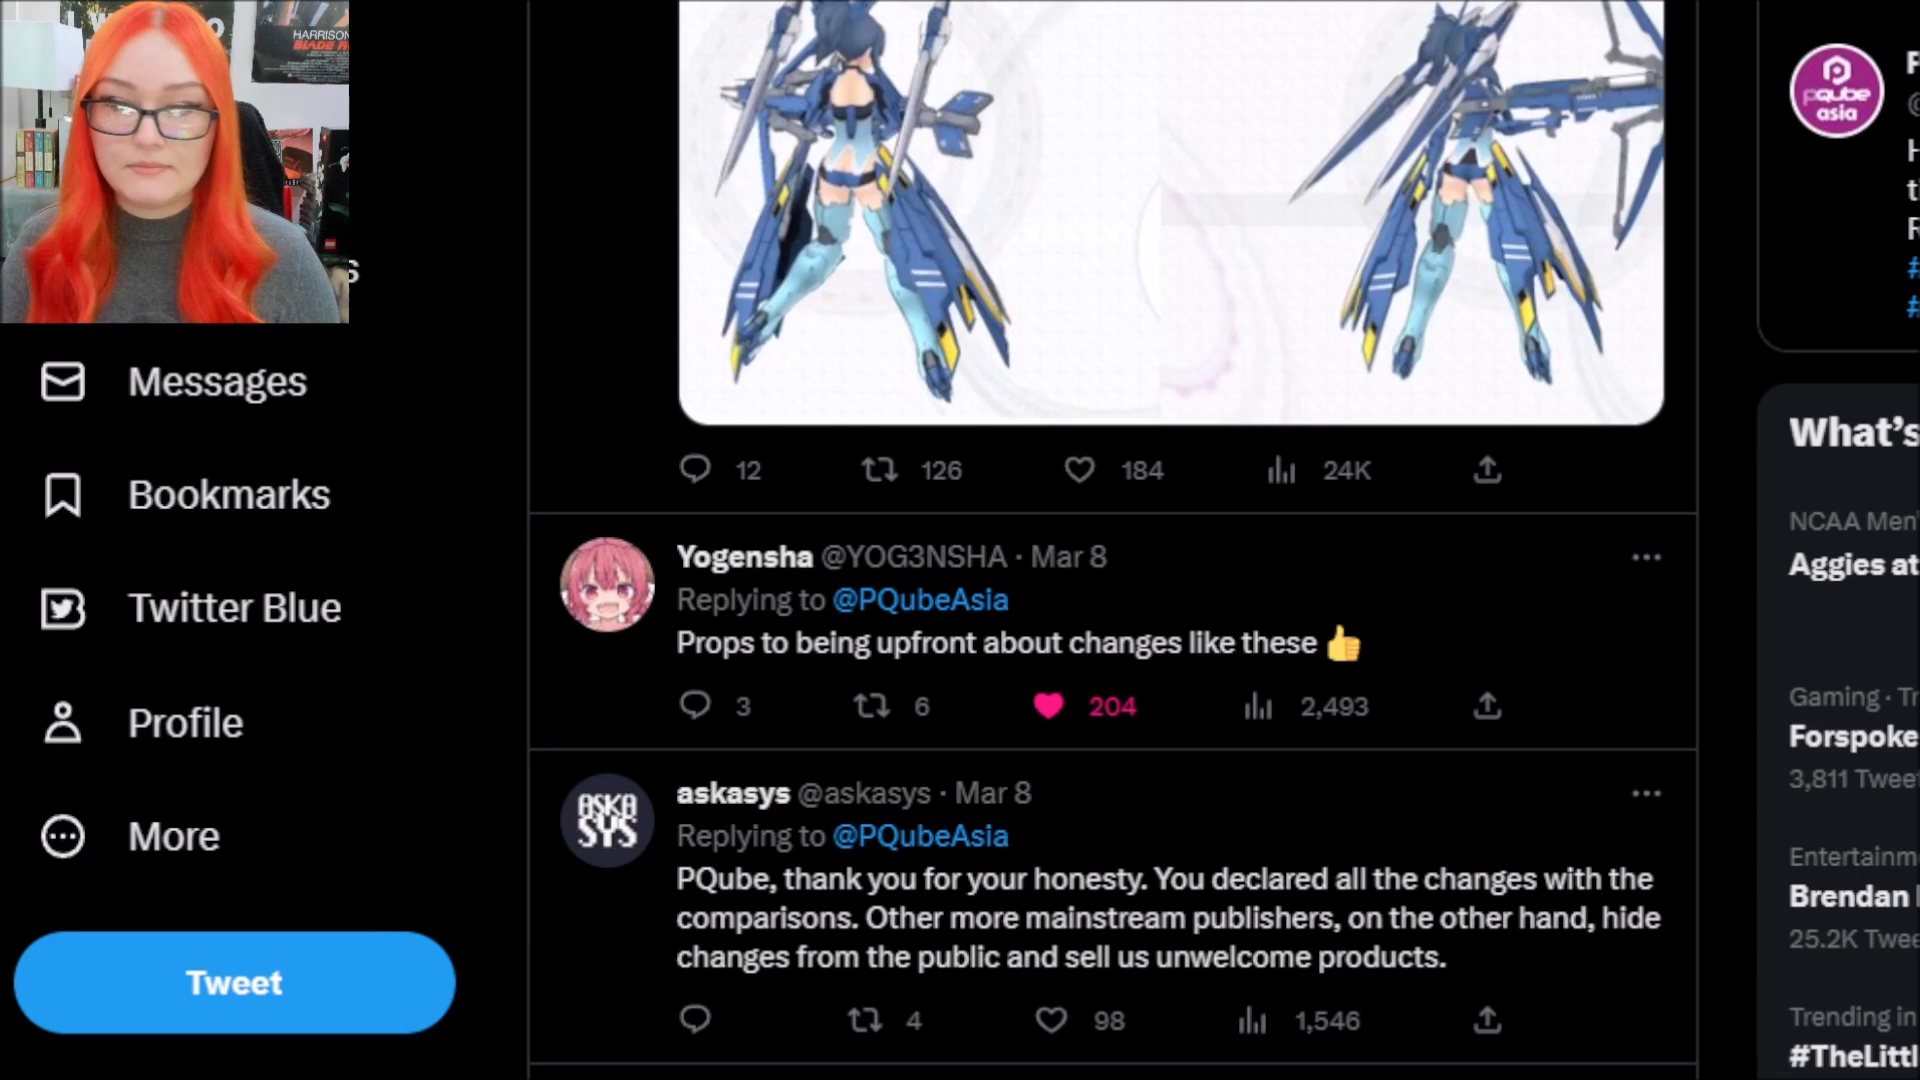 HARRISON
BLADE R
Messages
Bookmarks
Twitter Blue
Profile
More
Tweet
12 126 184 24K
Yogensha @YOG3NSHA · Mar 8
Replying to @PQubeAsia
Props to being upfront about changes like these 👍
3 6 204 2,493
ASKA
SYS
askasys @askasys · Mar 8
Replying to @PQubeAsia
PQube, thank you for your honesty. You declared all the changes with the
comparisons. Other more mainstream publishers, on the other hand, hide
changes from the public and sell us unwelcome products.
4 98 1,546
pQube
asia
What's
NCAA Men'
Aggies at
Gaming · Tr
Forspoke
3,811 Tweet
Entertainm
Brendan
25.2K Twee
Trending in
#TheLittl